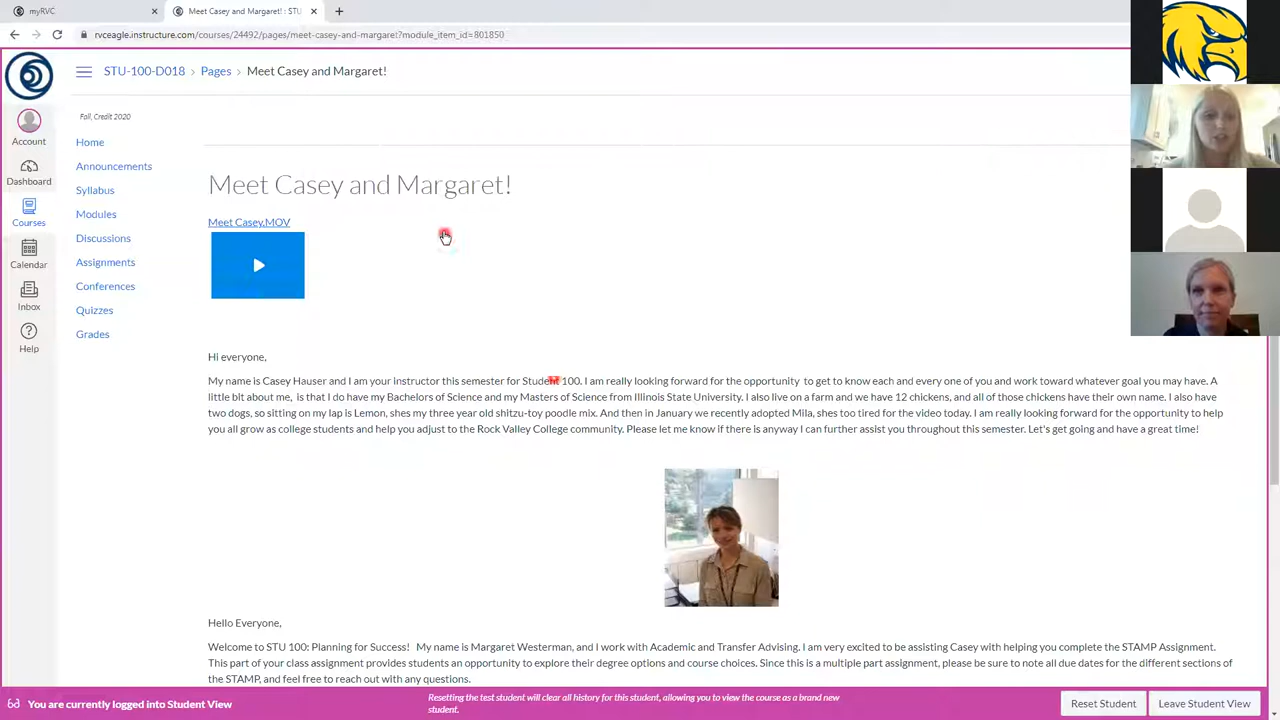 myRVC
Meet Casey and Margaret! : STU
rvceagle.instructure.com/courses/24492/pages/meet-casey-and-margaret?module_item_id=801850
STU-100-D018 > Pages > Meet Casey and Margaret!
Account
Dashboard
Courses
Calendar
Inbox
Help
Fall, Credit 2020
Home
Announcements
Syllabus
Modules
Discussions
Assignments
Conferences
Quizzes
Grades
Meet Casey and Margaret!
Meet Casey.MOV
Hi everyone,
My name is Casey Hauser and I am your instructor this semester for Student 100. I am really looking forward for the opportunity to get to know each and every one of you and work toward whatever goal you may have. A
little bit about me, is that I do have my Bachelors of Science and my Masters of Science from Illinois State University. I also live on a farm and we have 12 chickens, and all of those chickens have their own name. I also have
two dogs, so sitting on my lap is Lemon, shes my three year old shitzu-toy poodle mix. And then in January we recently adopted Mila, shes too tired for the video today. I am really looking forward for the opportunity to help
you all grow as college students and help you adjust to the Rock Valley College community. Please let me know if there is anyway I can further assist you throughout this semester. Let's get going and have a great time!
Hello Everyone,
Welcome to STU 100: Planning for Success! My name is Margaret Westerman, and I work with Academic and Transfer Advising. I am very excited to be assisting Casey with helping you complete the STAMP Assignment.
This part of your class assignment provides students an opportunity to explore their degree options and course choices. Since this is a multiple part assignment, please be sure to note all due dates for the different sections of
the STAMP, and feel free to reach out with any questions.
You are currently logged into Student View
Resetting the test student will clear all history for this student, allowing you to view the course as a brand new
student.
Reset Student
Leave Student View